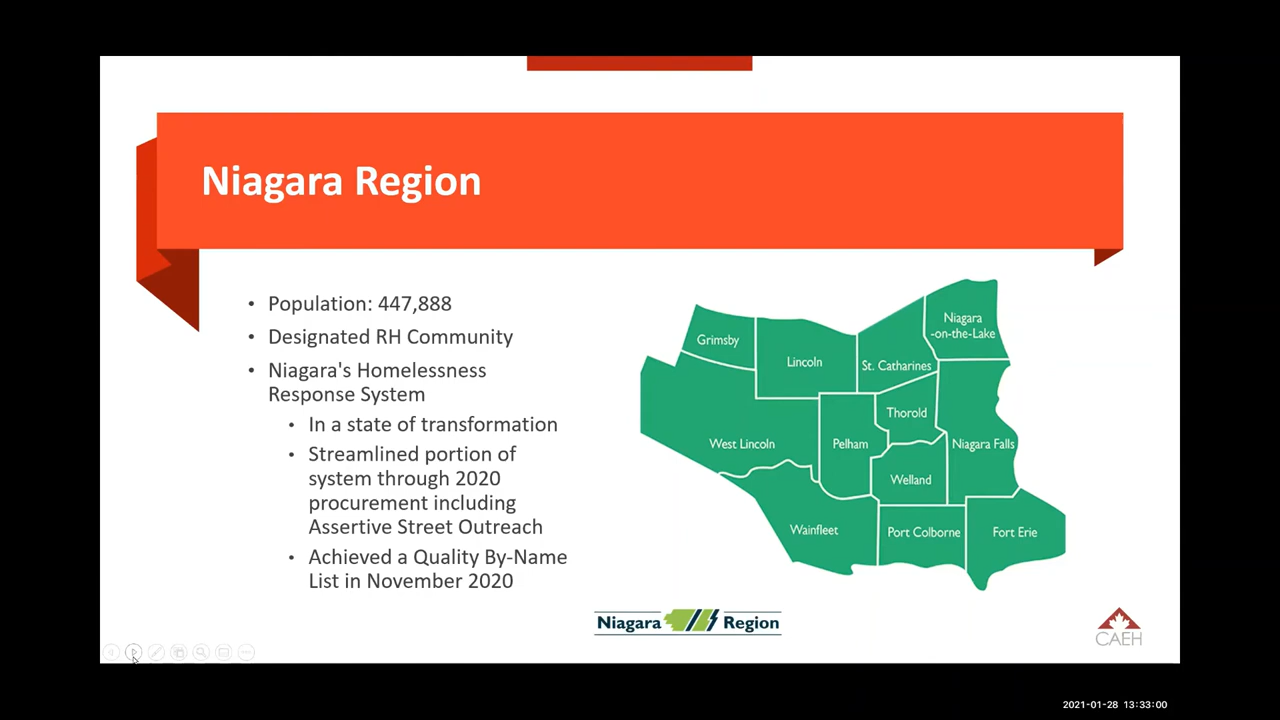 Niagara Region
• Population: 447,888
• Designated RH Community
• Niagara's Homelessness
Response System
• In a state of transformation
• Streamlined portion of
system through 2020
procurement including
Assertive Street Outreach
• Achieved a Quality By-Name
List in November 2020
Grimsby
Lincoln
St. Catharines
Niagara
-on-the-Lake
West Lincoln
Pelham
Thorold
Niagara Falls
Welland
Wainfleet
Port Colborne
Fort Erie
Niagara Region
CAEH
2021-01-28 13:33:00